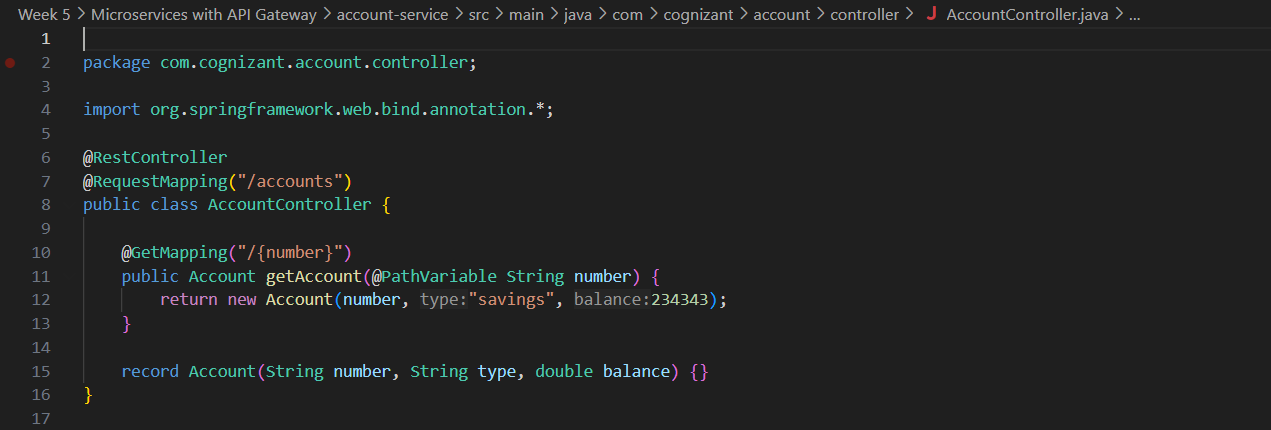 Week 5 > Microservices with API Gateway > account-service > src > main > java > com > cognizant > account > controller > J AccountController.java > ...
1
2 package com.cognizant.account.controller;
3
4 import org.springframework.web.bind.annotation.*;
5
6 @RestController
7 @RequestMapping("/accounts")
8 public class AccountController {
9
10 @GetMapping("/{number}")
11 public Account getAccount(@PathVariable String number) {
12 return new Account(number, type:"savings", balance:234343);
13 }
14
15 record Account(String number, String type, double balance) {}
16 }
17